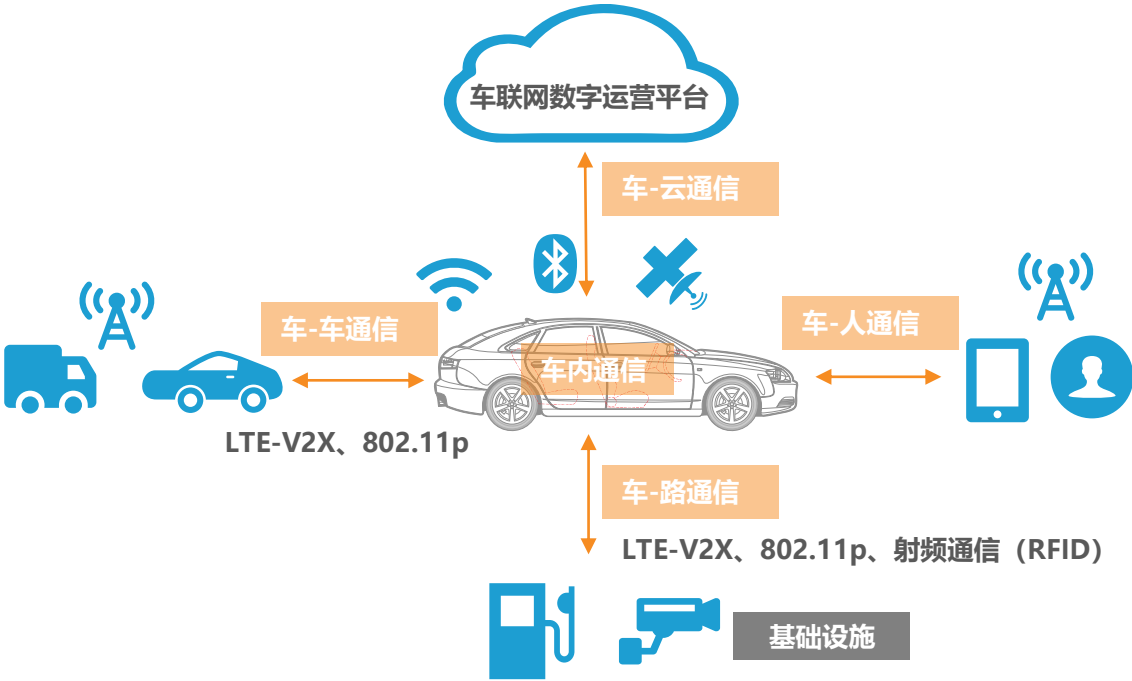 车联网数字运营平台
车-云通信
车-车通信
车-人通信
车内通信
LTE-V2X、802.11p
车-路通信
LTE-V2X、802.11p、射频通信（RFID）
基础设施